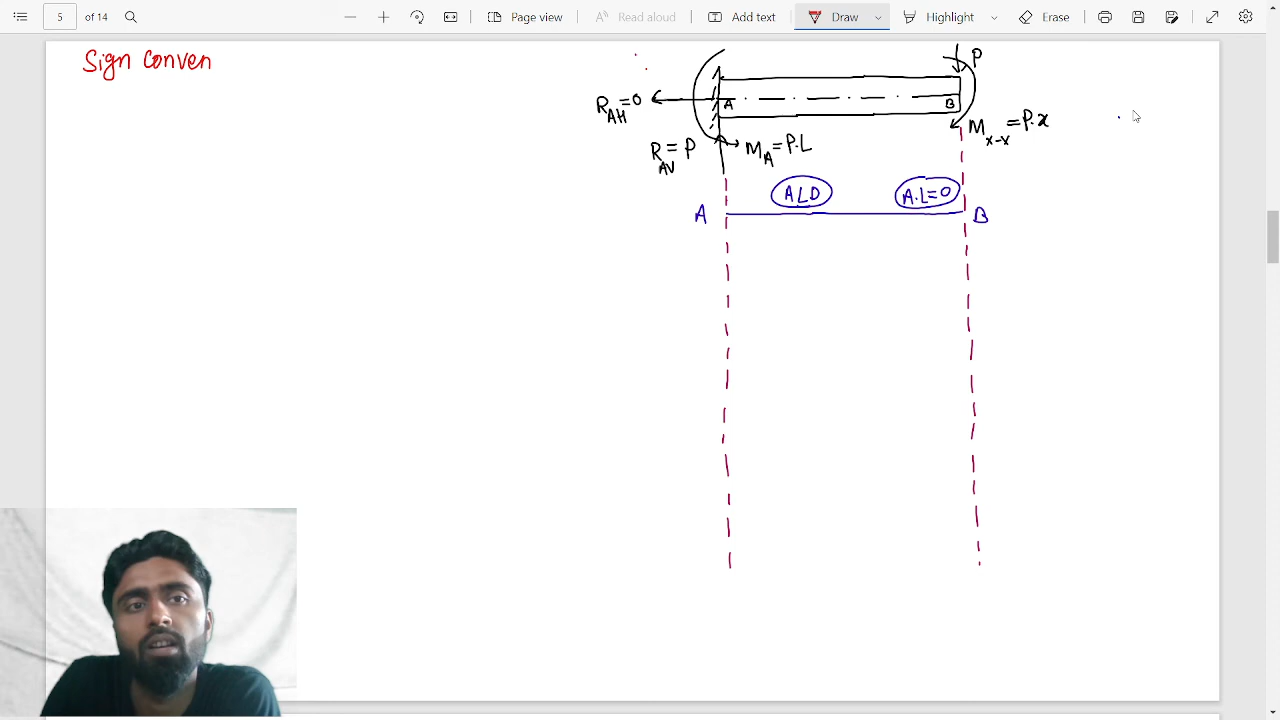 5 of 14
Page view
Read aloud
Add text
Draw
Highlight
Erase
Sign conven
P
R_AH=0
A
B
M_x-x=P.x
R_AV=P
M_A=P.L
ALD
A.L=0
A
B